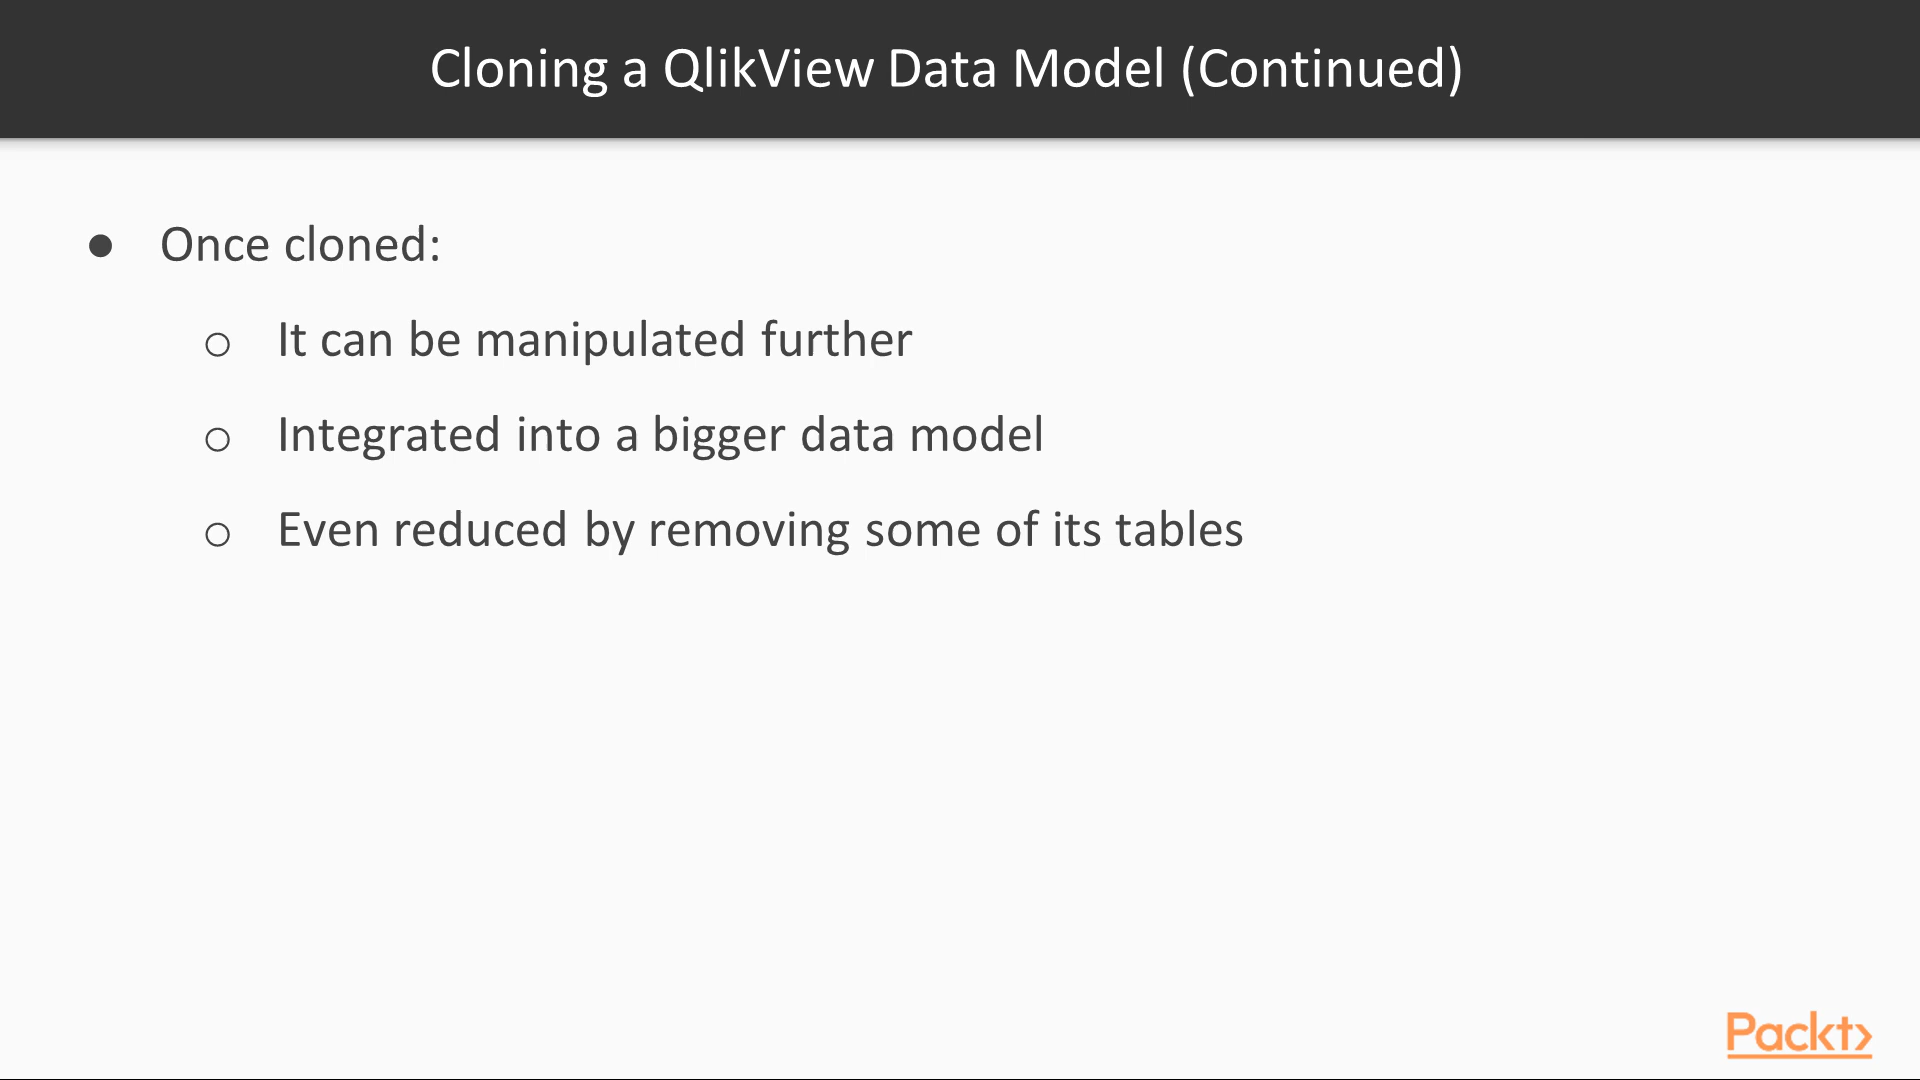 Cloning a QlikView Data Model (Continued)
● Once cloned:
○ It can be manipulated further
○ Integrated into a bigger data model
○ Even reduced by removing some of its tables
Packt>